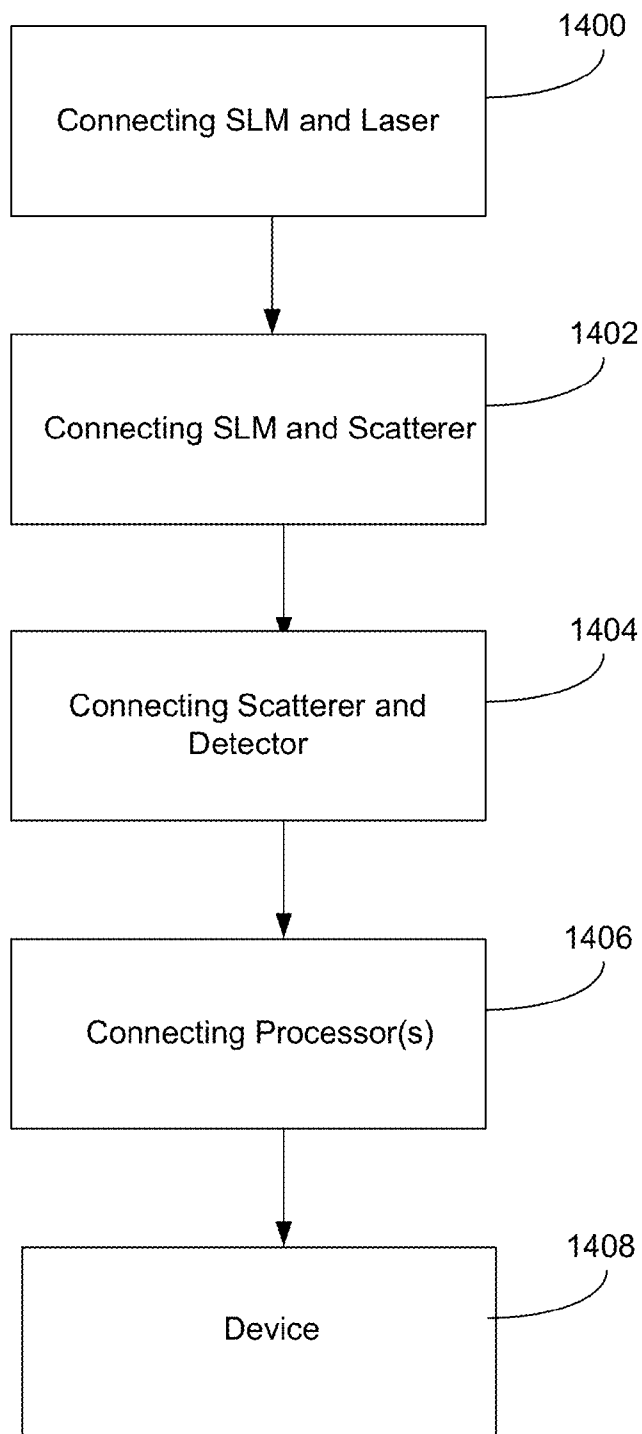 1400
Connecting SLM and Laser
1402
Connecting SLM and Scatterer
1404
Connecting Scatterer and
Detector
1406
Connecting Processor(s)
1408
Device